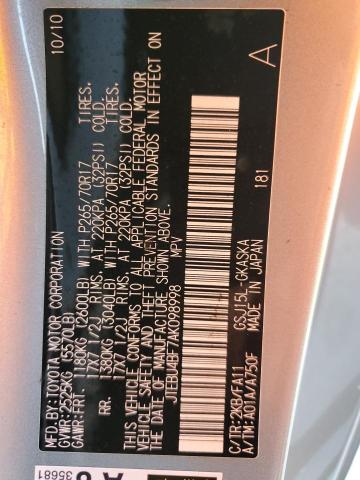 MFD.BY:TOYOTA MOTOR CORPORATION 10/10
GVWR:2525KG (5570LB)
GAWR:FRT. 1180KG (2600LB) WITH P265/70R17 TIRES.
17X7 1/2J RIMS, AT 220KPA (32PSI) COLD.
RR. 1380KG (3040LB) WITH P265/70R17 TIRES.
17X7 1/2J RIMS, AT 220KPA (32PSI) COLD.
THIS VEHICLE CONFORMS TO ALL APPLICABLE FEDERAL MOTOR
VEHICLE SAFETY STANDARDS IN EFFECT ON
THE DATE OF MANUFACTURE SHOWN ABOVE.
JTEBU4BF7AK098998 MPV
A
181
GSJ15L-GKASKA
C/TR:2KB/FA11
A/TM:A01A/A750F MADE IN JAPAN
35681